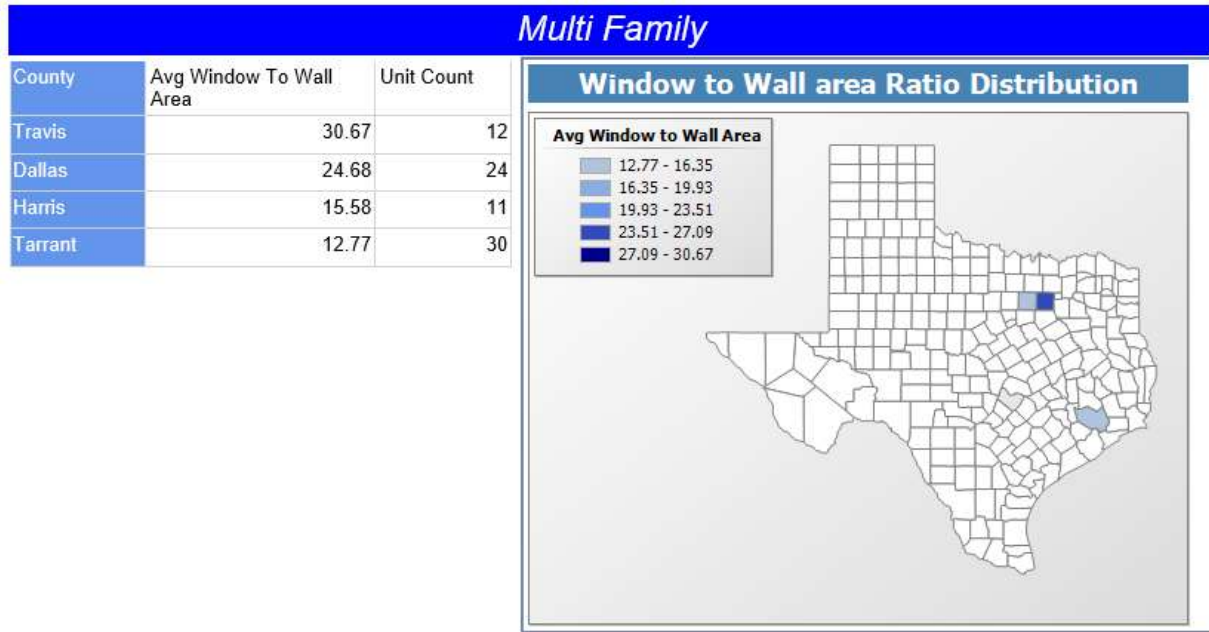 Multi Family
County Avg Window To Wall Unit Count
Area
Travis 30.67 12
Dallas 24.68 24
Harris 15.58 11
Tarrant 12.77 30
Window to Wall area Ratio Distribution
Avg Window to Wall Area
12.77 - 16.35
16.35 - 19.93
19.93 - 23.51
23.51 - 27.09
27.09 - 30.67